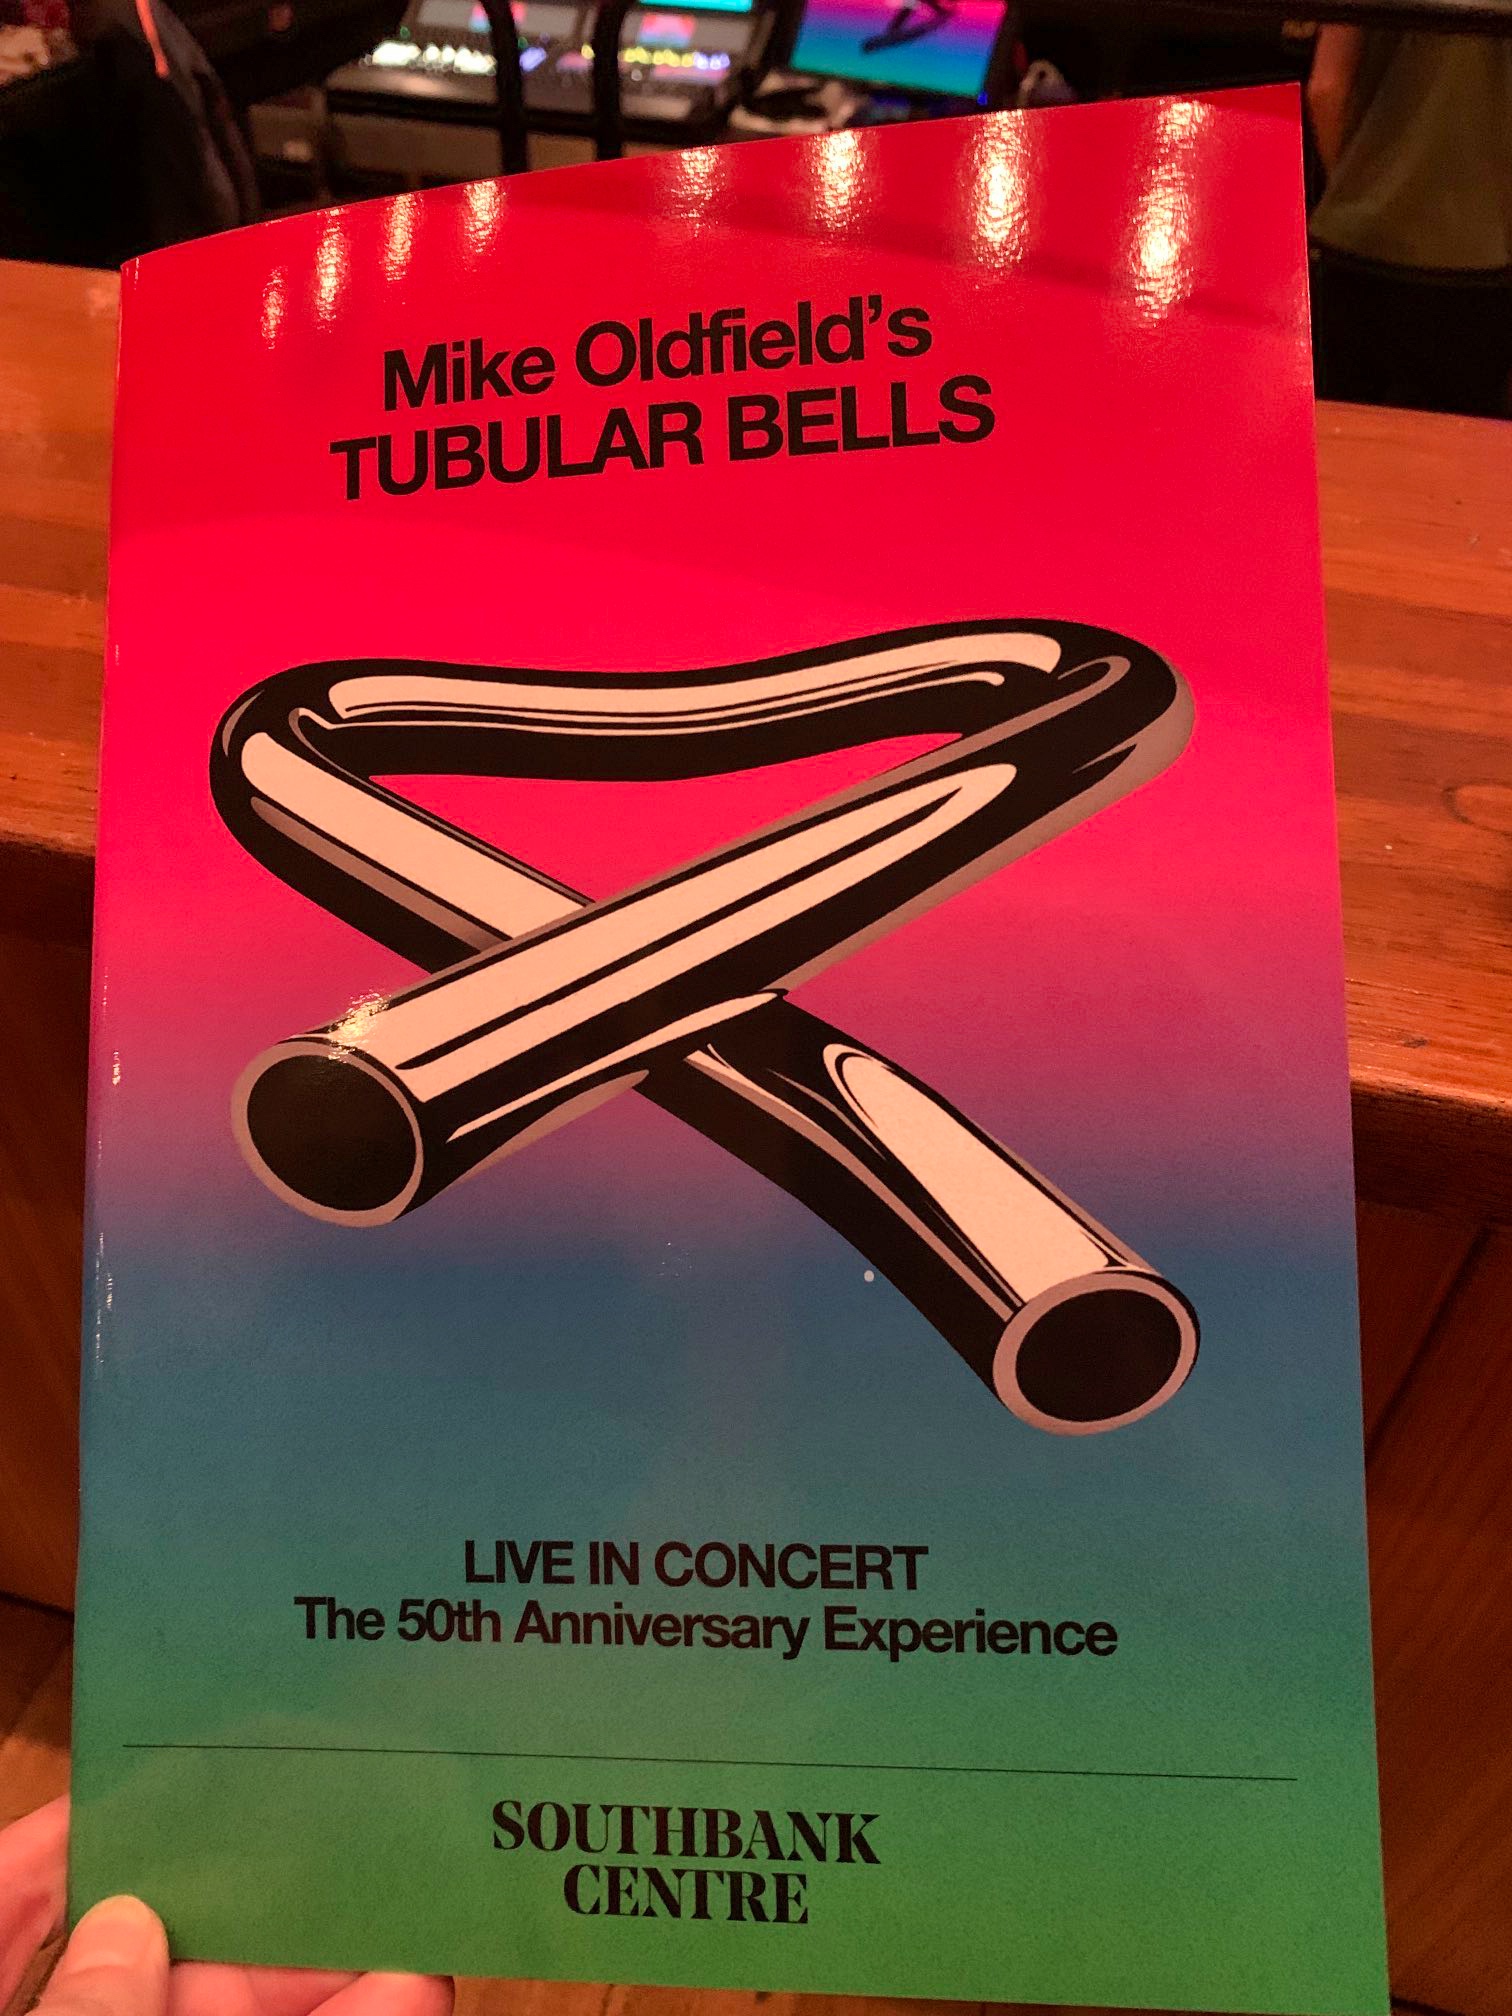 Mike Oldfield's
TUBULAR BELLS
LIVE IN CONCERT
The 50th Anniversary Experience
SOUTHBANK
CENTRE